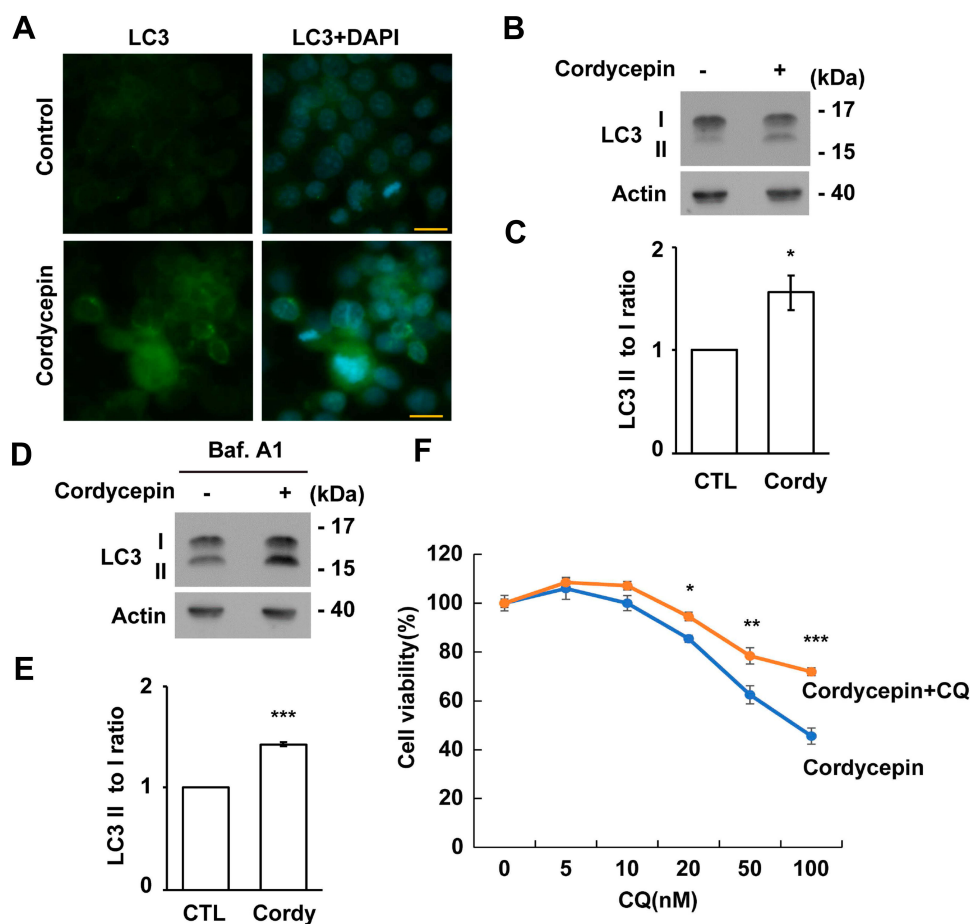 A
LC3
LC3+DAPI
Control
Cordycepin
B
Cordycepin - + (kDa)
LC3 I - 17
II - 15
Actin - 40
C
LC3 II to I ratio
2
*
1
0
CTL Cordy
D
Baf. A1
Cordycepin - + (kDa)
LC3 I - 17
II - 15
Actin - 40
E
LC3 II to I ratio
2
***
1
0
CTL Cordy
F
Cell viability(%)
120
100
80
60
40
20
0
* ** ***
Cordycepin+CQ
Cordycepin
0 5 10 20 50 100
CQ(nM)